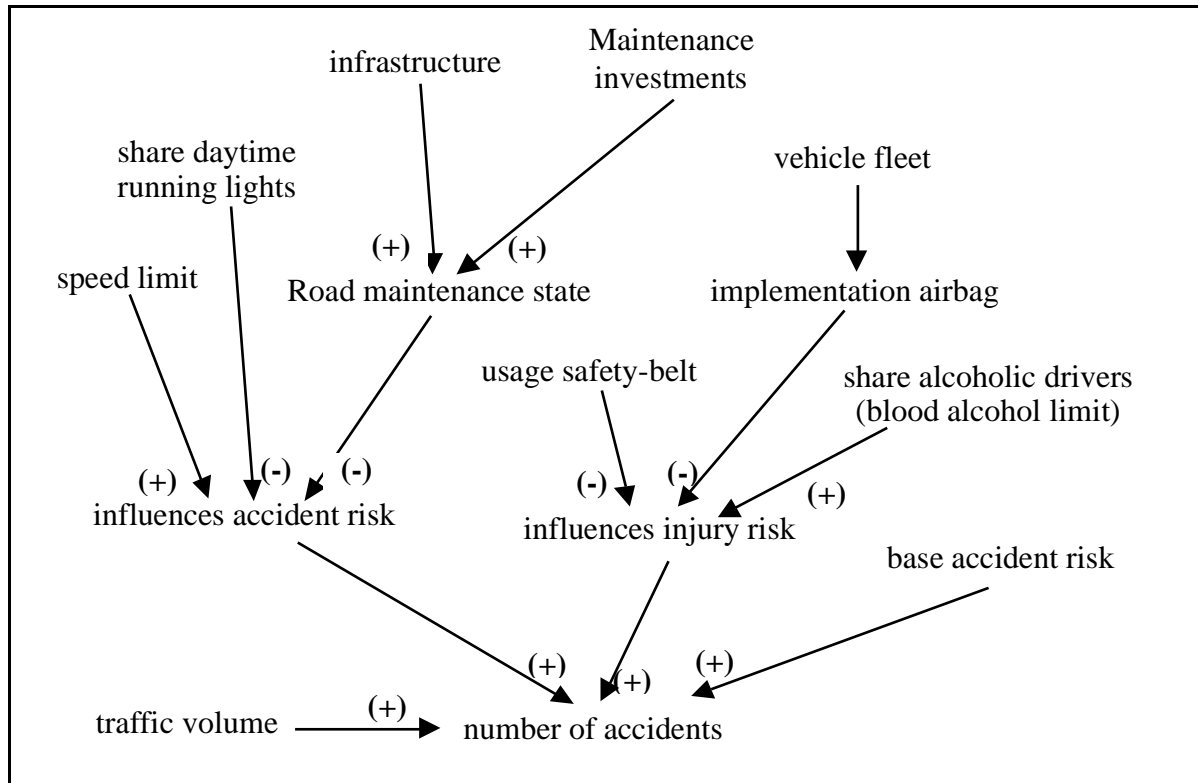 Maintenance
investments
infrastructure
share daytime
running lights
vehicle fleet
(+)
(+)
speed limit
Road maintenance state
implementation airbag
usage safety-belt
share alcoholic drivers
(blood alcohol limit)
(+)
(-)
(-)
(-)
(-)
(+)
influences accident risk
influences injury risk
base accident risk
(+)
(+)
(+)
traffic volume
(+)
number of accidents